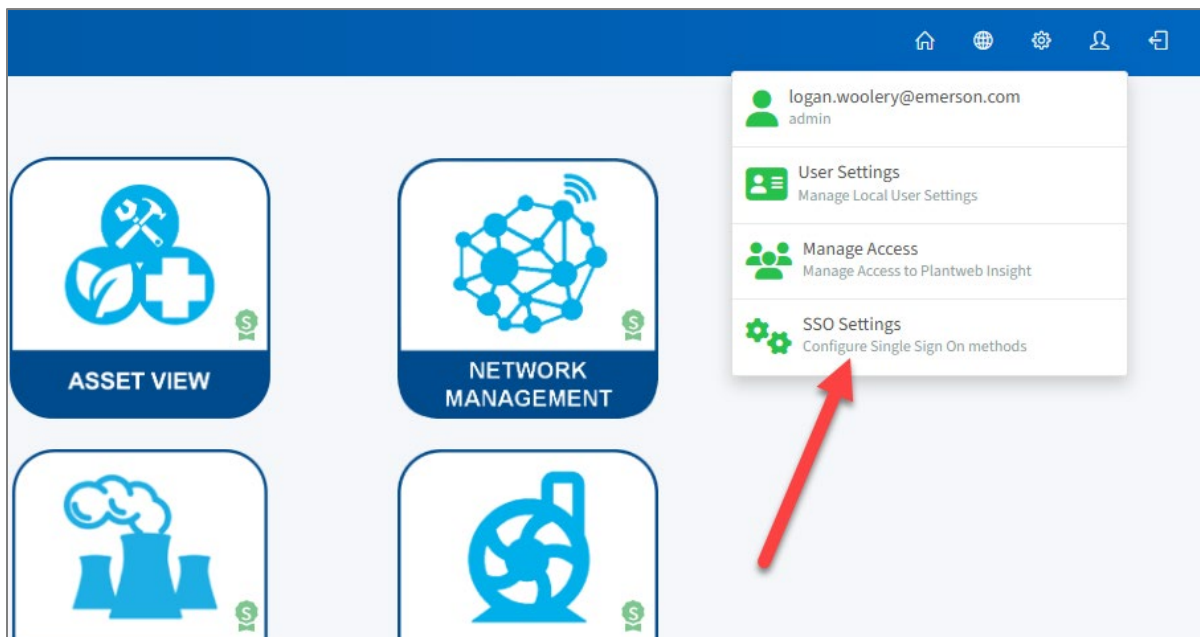 logan.woolery@emerson.com
admin
User Settings
Manage Local User Settings
Manage Access
Manage Access to Plantweb Insight
SSO Settings
Configure Single Sign On methods
S
S
ASSET VIEW
NETWORK
MANAGEMENT
S
S